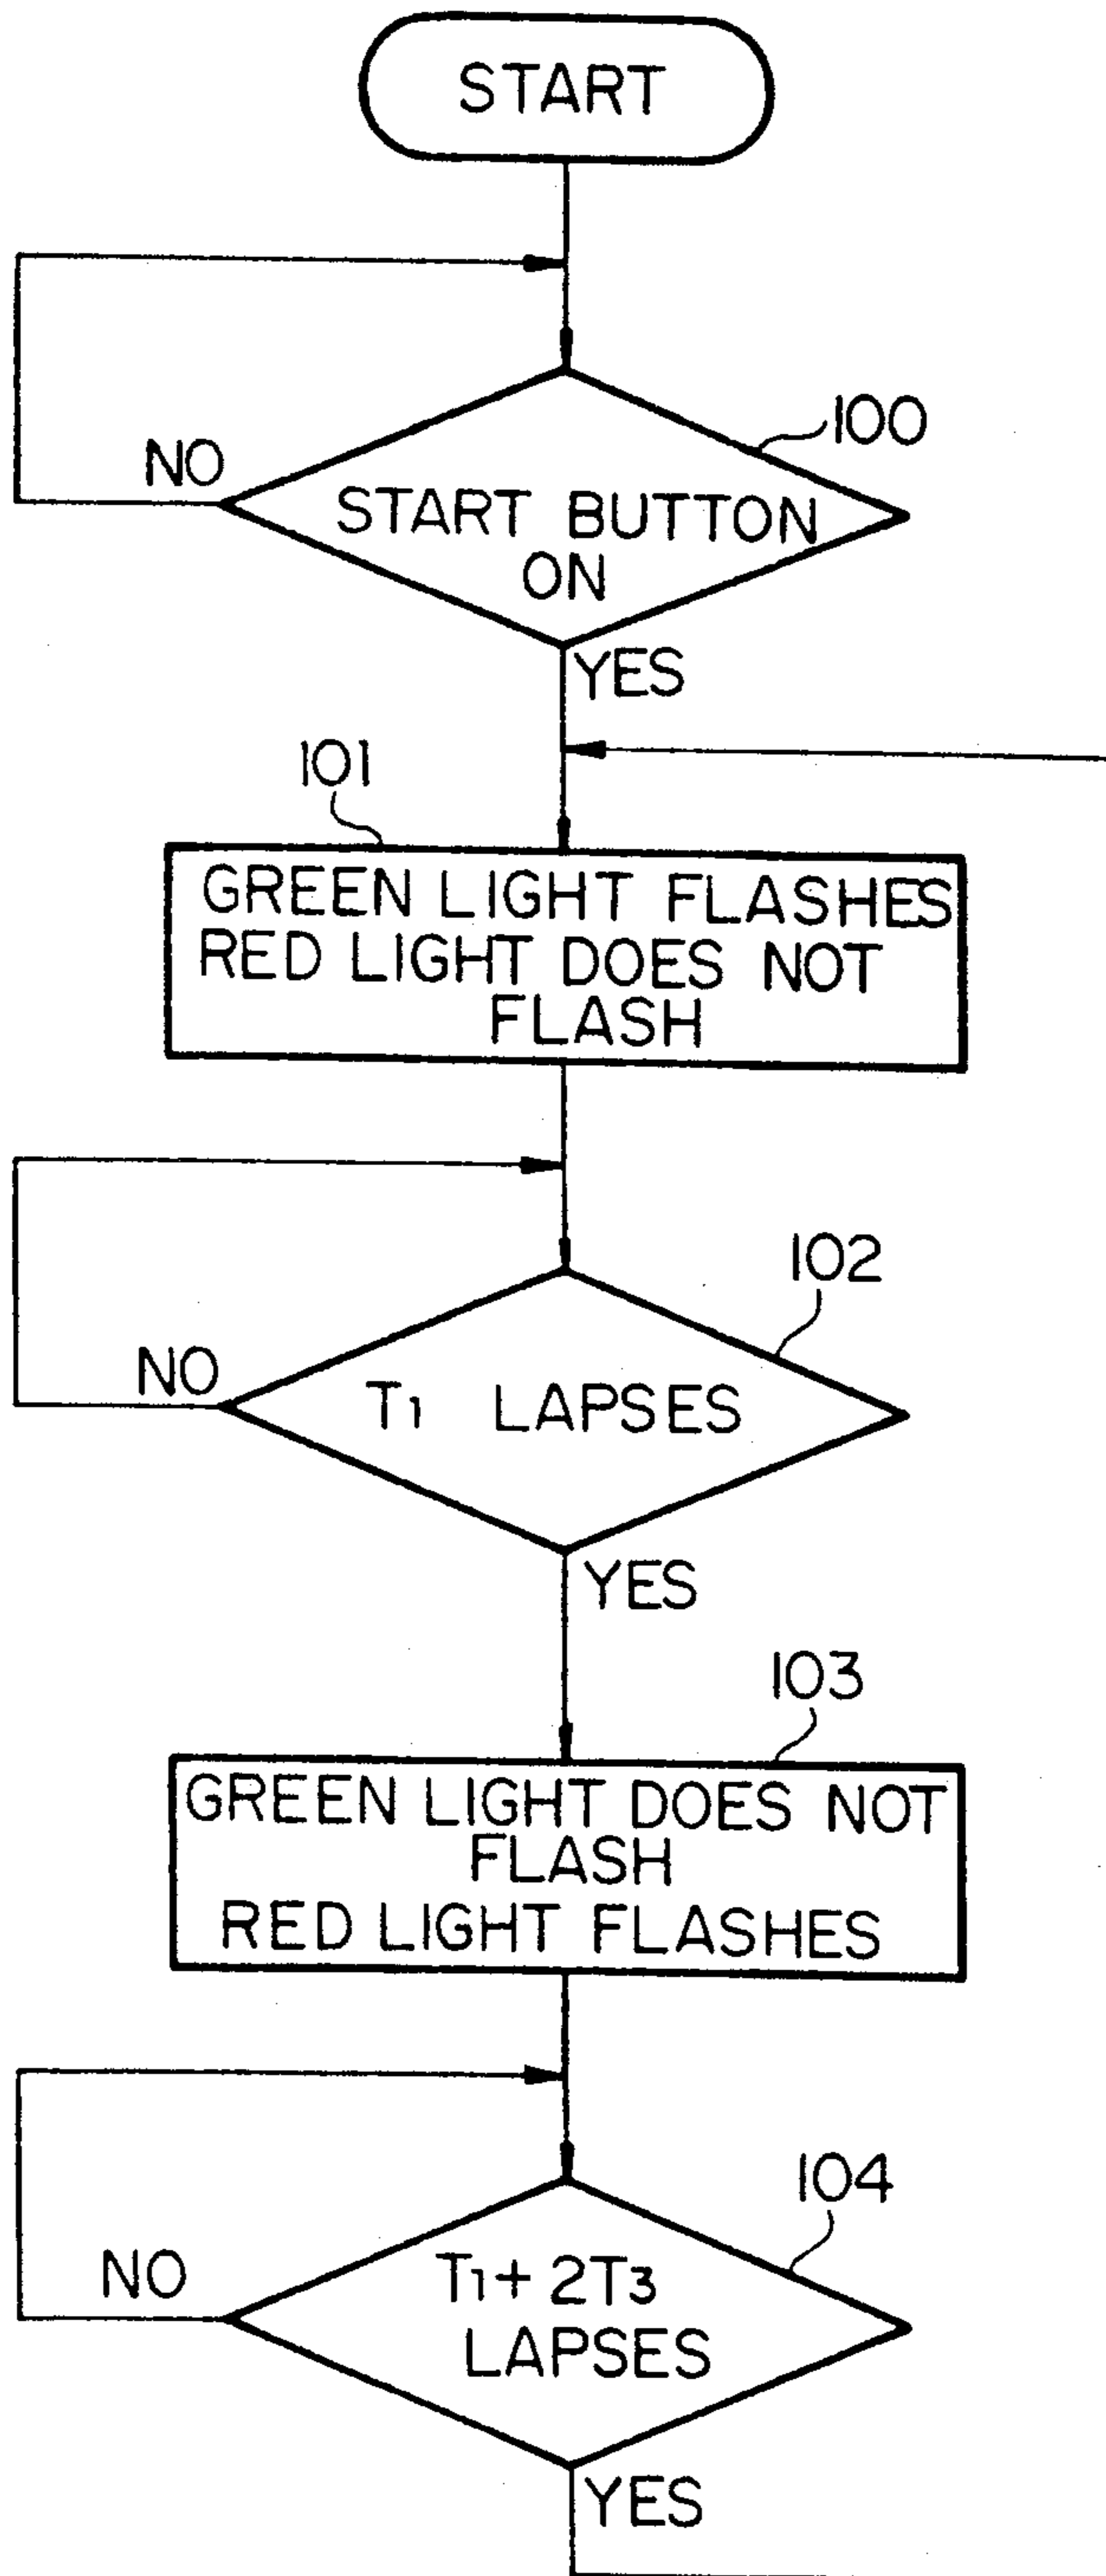 START
100
NO
START BUTTON
ON
YES
101
GREEN LIGHT FLASHES
RED LIGHT DOES NOT
FLASH
102
NO
T1 LAPSES
YES
103
GREEN LIGHT DOES NOT
FLASH
RED LIGHT FLASHES
104
NO
T1 + 2T3
LAPSES
YES